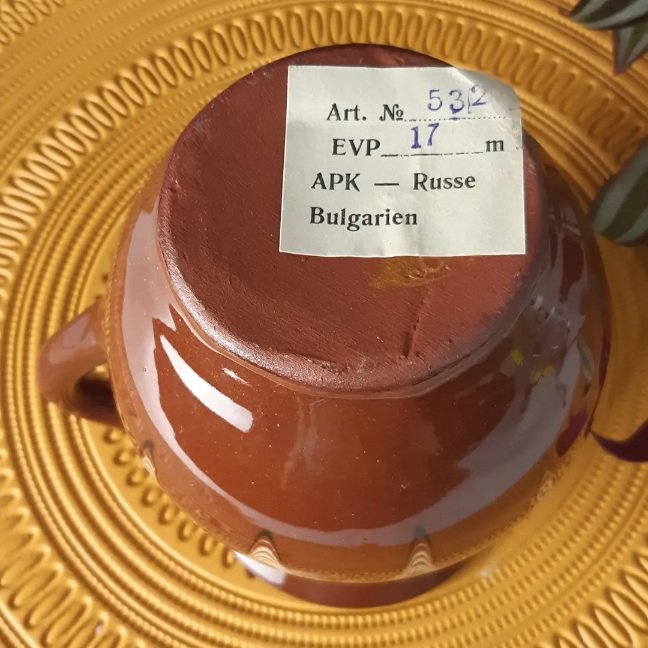 Art. № 532
EVP 17 m
APK — Russe
Bulgarien